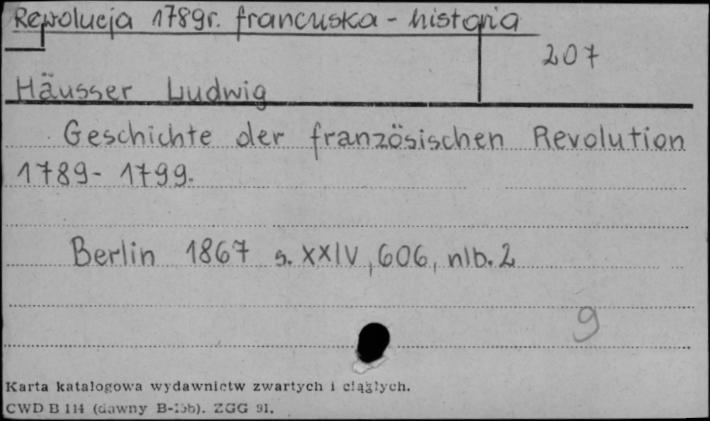 Rewolucja 1789r. francuska - historia
207
Häusser Ludwig
Geschichte der französischen Revolution
1789 - 1799.
Berlin 1867 s. XXIV, 606, nlb. 2
9
Karta katalogowa wydawnictw zwartych i ciągłych.
CWD B 114 (dawny B-15b). ZGG 91.